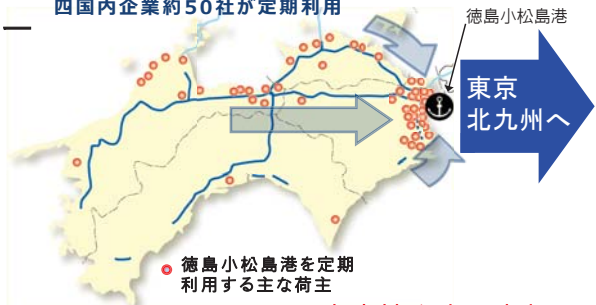 四国内企業約50社が定期利用
徳島小松島港
東京
北九州へ
徳島小松島港を定期
利用する主な荷主